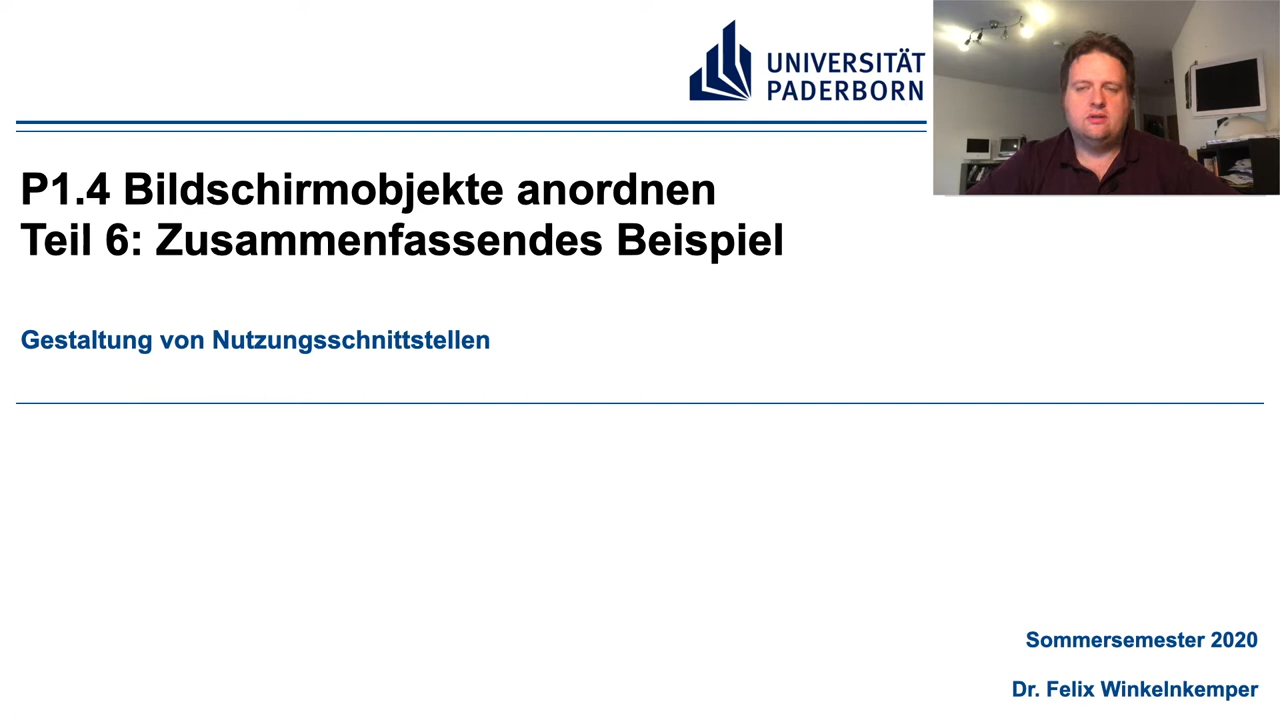 UNIVERSITÄT
PADERBORN
P1.4 Bildschirmobjekte anordnen
Teil 6: Zusammenfassendes Beispiel
Gestaltung von Nutzungsschnittstellen
Sommersemester 2020
Dr. Felix Winkelnkemper